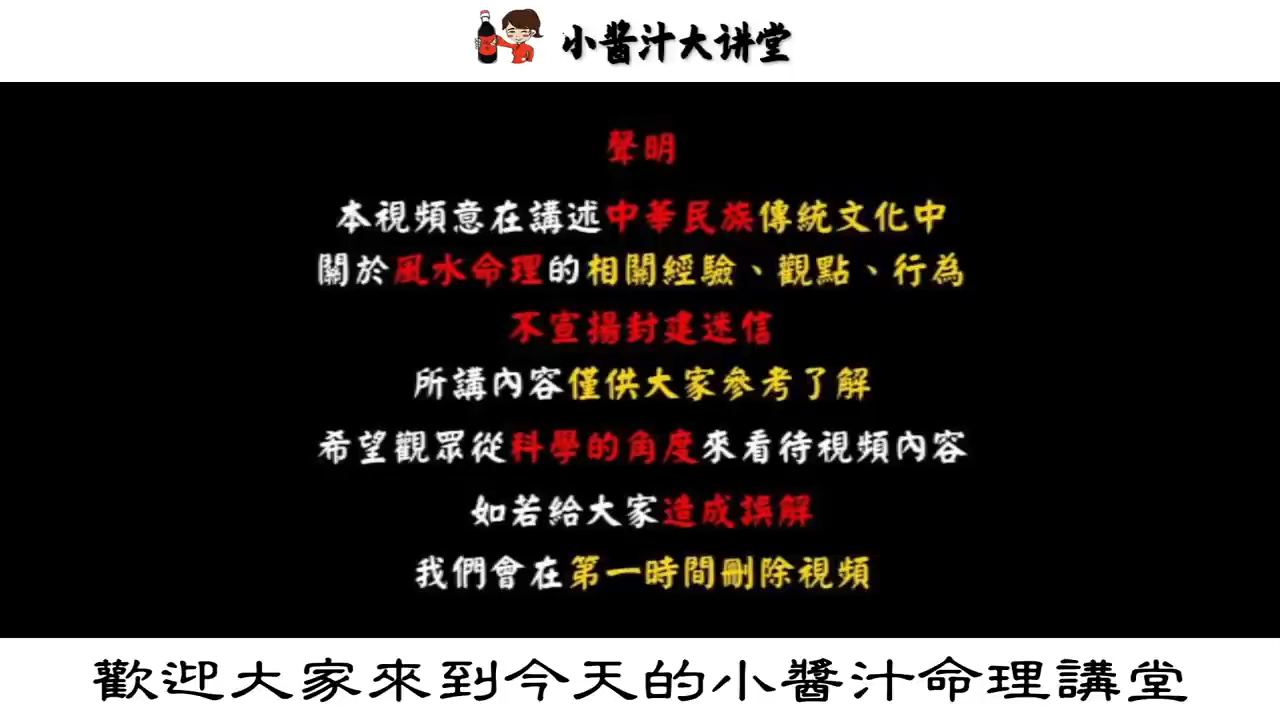 小醬汁大讲堂
聲明
本視頻意在講述中華民族傳統文化中
關於風水命理的相關經驗、觀點、行為
不宣揚封建迷信
所講內容僅供大家參考了解
希望觀眾從科學的角度來看待視頻內容
如若給大家造成誤解
我們會在第一時間刪除視頻
歡迎大家來到今天的小醬汁命理講堂